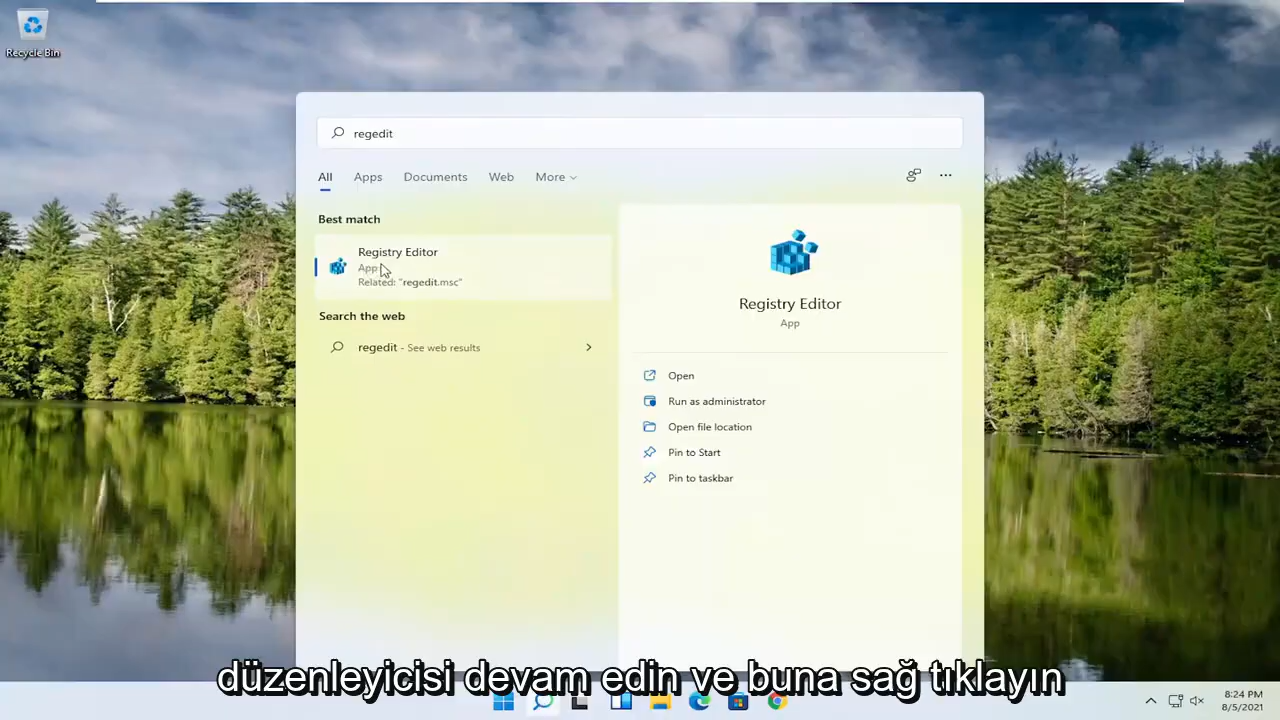 Recycle Bin
regedit
All Apps Documents Web More
Best match
Registry Editor
App
Related: "regedit.msc"
Search the web
regedit - See web results
Registry Editor
App
Open
Run as administrator
Open file location
Pin to Start
Pin to taskbar
düzenleyicisi devam edin ve buna sağ tıklayın
8:24 PM
8/5/2021